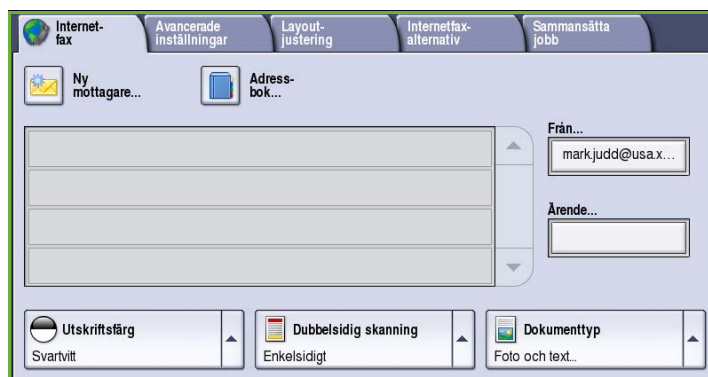 Internet-
fax
Avancerade
inställningar
Layout-
justering
Internetfax-
alternativ
Sammansätta
jobb
Ny
mottagare...
Adress-
bok...
Från...
mark.judd@usa.x...
Ärende...
Utskriftsfärg
Svartvitt
Dubbelsidig skanning
Enkelsidigt
Dokumenttyp
Foto och text...